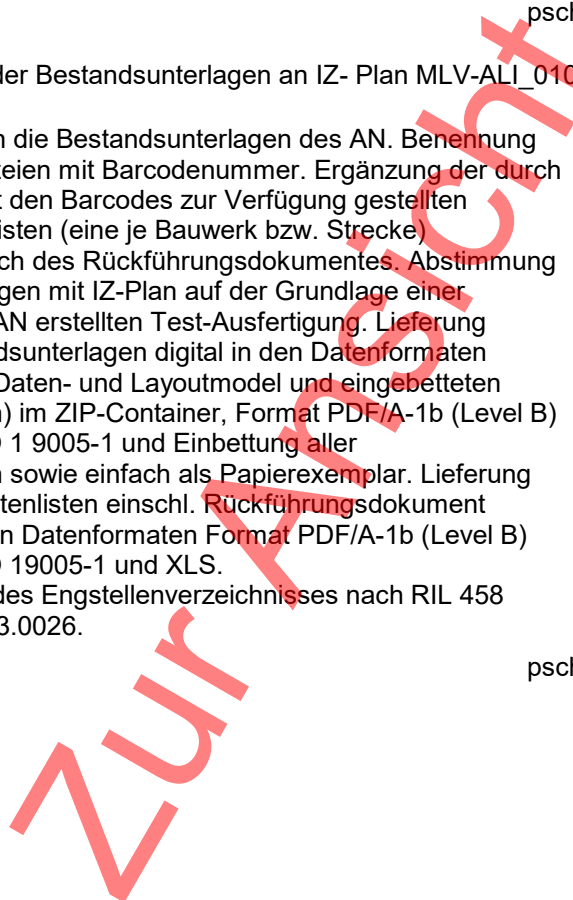 psch
der Bestandsunterlagen an IZ- Plan MLV-ALI_010
n die Bestandsunterlagen des AN. Benennung
teien mit Barcodenummer. Ergänzung der durch
t den Barcodes zur Verfügung gestellten
isten (eine je Bauwerk bzw. Strecke)
ich des Rückführungsdokumentes. Abstimmung
gen mit IZ-Plan auf der Grundlage einer
AN erstellten Test-Ausfertigung. Lieferung
dsunterlagen digital in den Datenformaten
Daten- und Layoutmodel und eingebetteten
n) im ZIP-Container, Format PDF/A-1b (Level B)
O 1 9005-1 und Einbettung aller
n sowie einfach als Papierexemplar. Lieferung
tenlisten einschl. Rückführungsdokument
en Datenformaten Format PDF/A-1b (Level B)
O 19005-1 und XLS.
des Engstellenverzeichnisses nach RIL 458
3.0026.
psch
Zur Ansicht